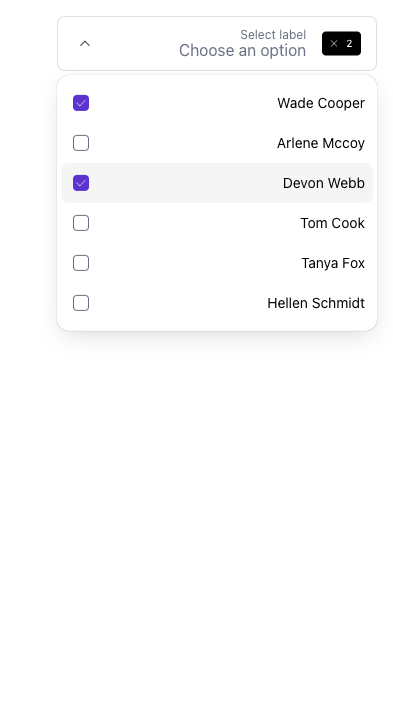 Select label
Choose an option
2
Wade Cooper
Arlene Mccoy
Devon Webb
Tom Cook
Tanya Fox
Hellen Schmidt